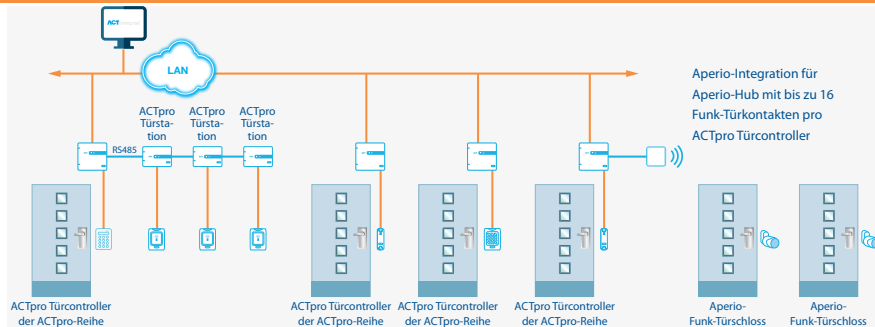 ACT
LAN
ACTpro
Türsta-
tion
ACTpro
Türsta-
tion
ACTpro
Türsta-
tion
RS485
Aperio-Integration für
Aperio-Hub mit bis zu 16
Funk-Türkontakten pro
ACTpro Türcontroller
ACTpro Türcontroller
der ACTpro-Reihe
ACTpro Türcontroller
der ACTpro-Reihe
ACTpro Türcontroller
der ACTpro-Reihe
ACTpro Türcontroller
der ACTpro-Reihe
Aperio-
Funk-Türschloss
Aperio-
Funk-Türschloss